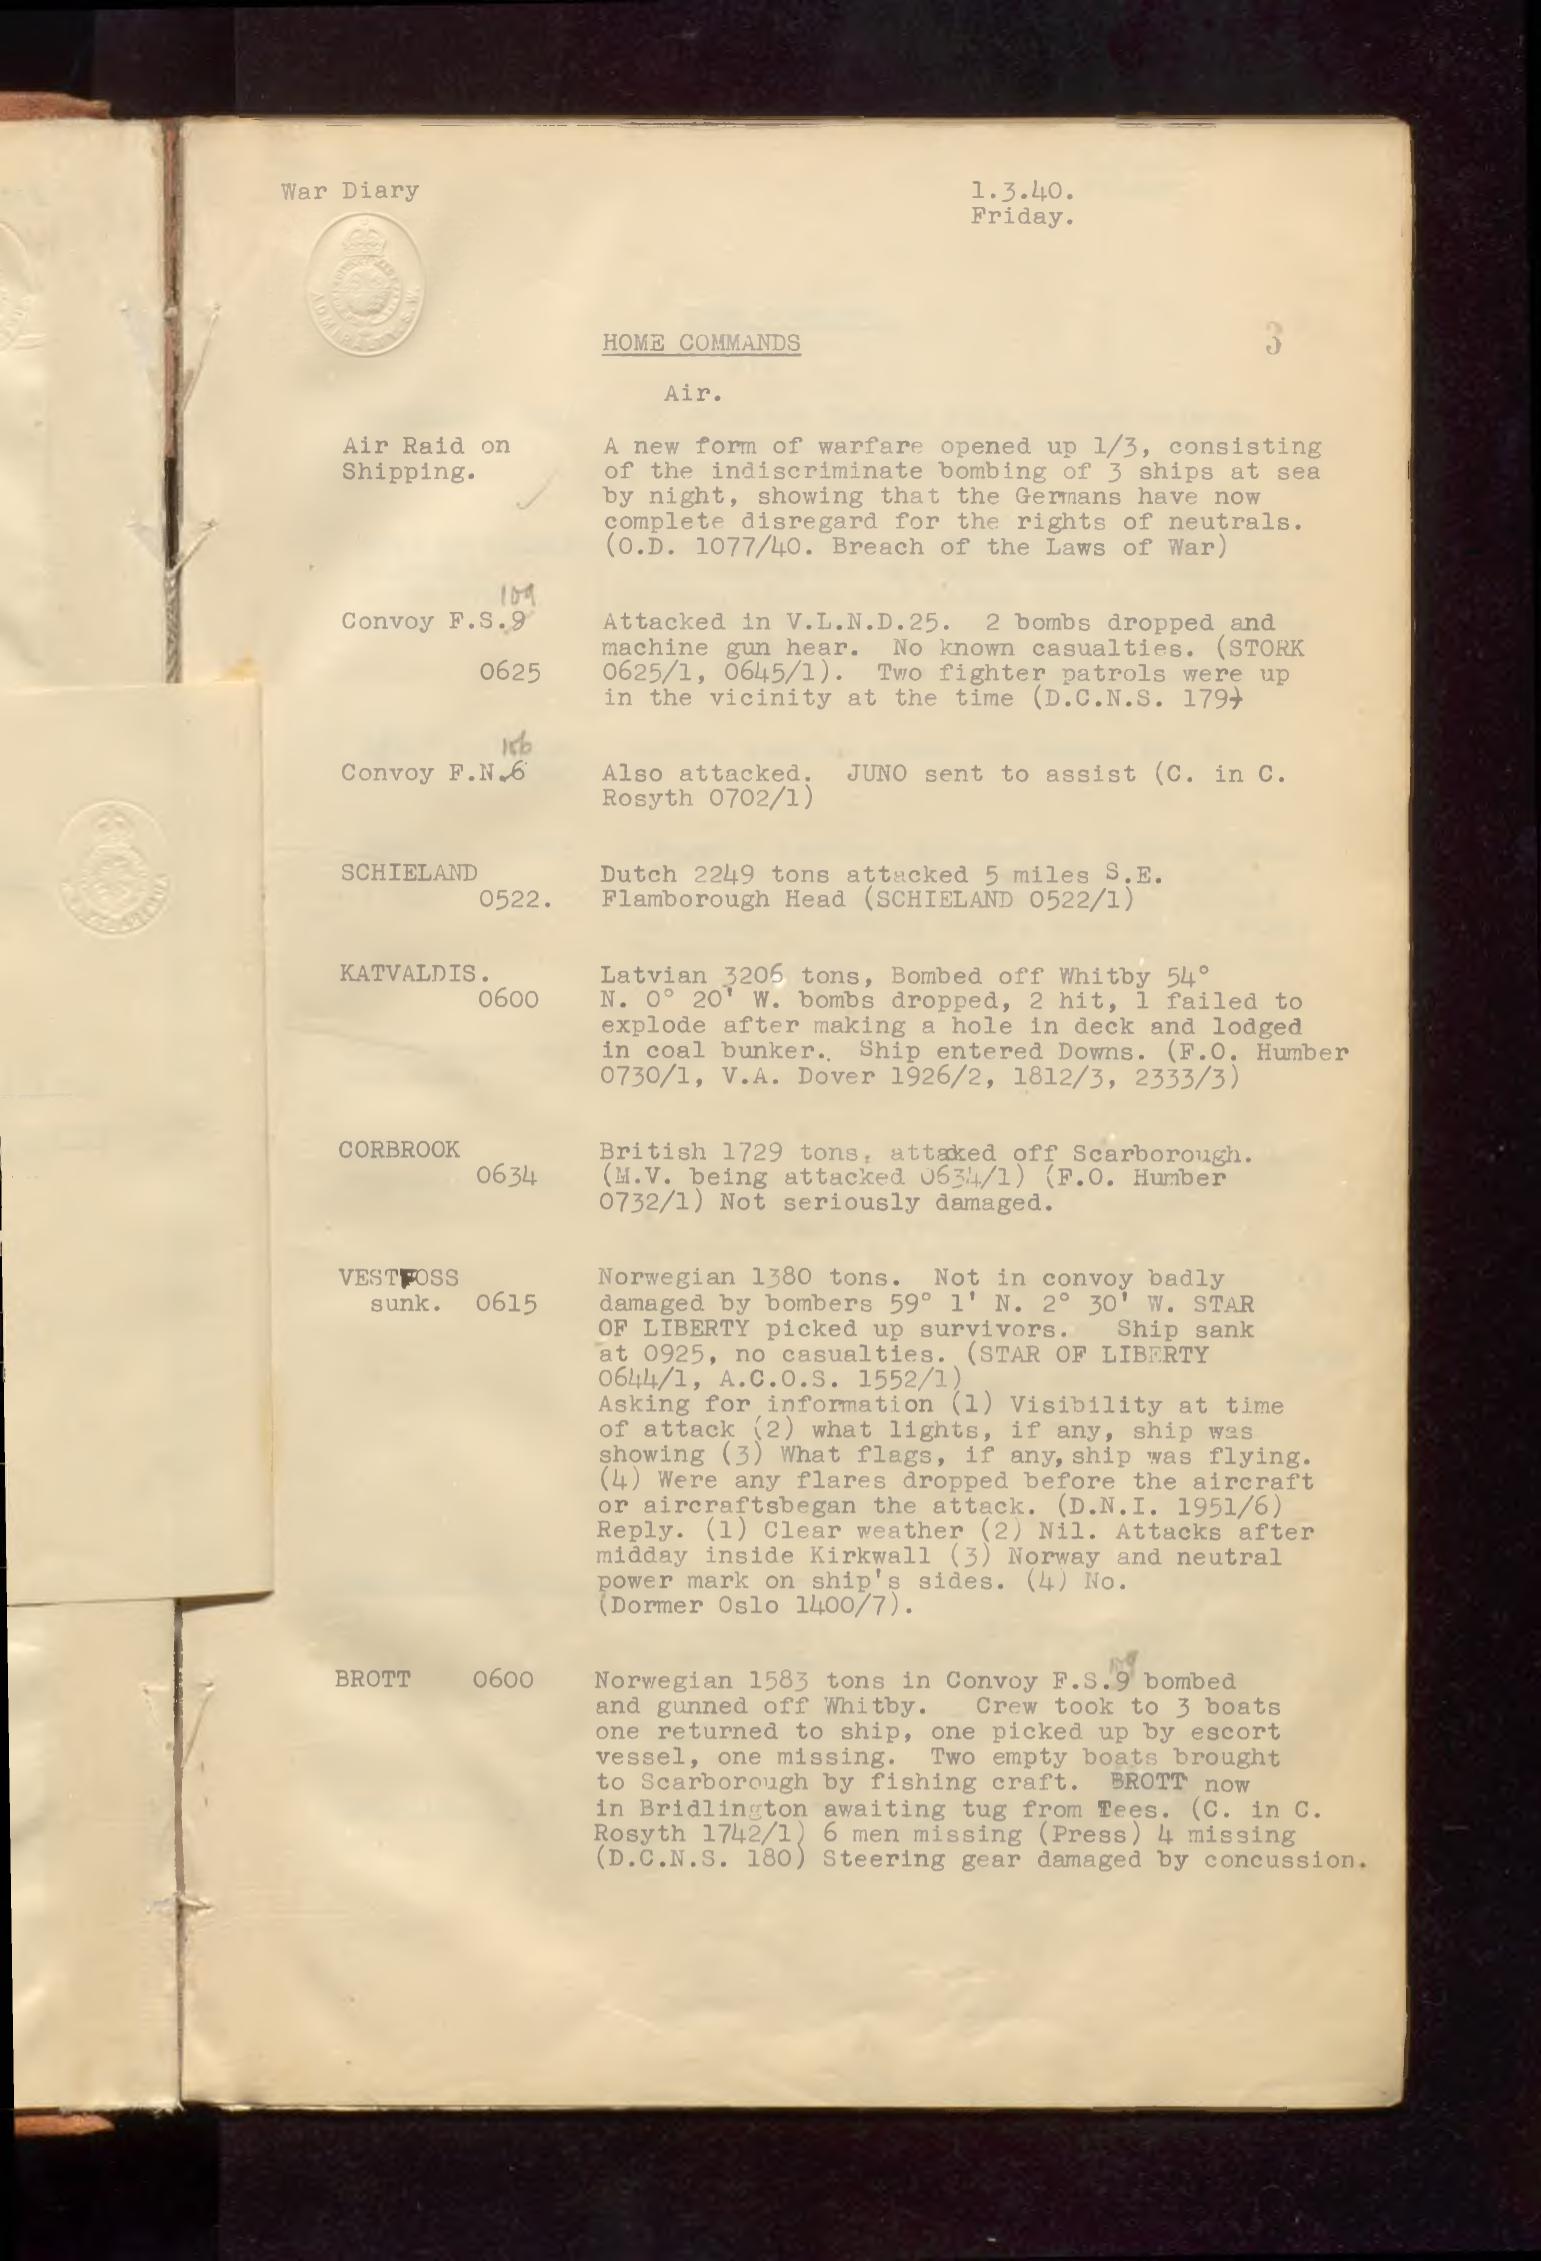 War Diary 1.3.40.
Friday.
HOME COMMANDS 3
Air.
Air Raid on A new form of warfare opened up 1/3, consisting
Shipping. of the indiscriminate bombing of 3 ships at sea
by night, showing that the Germans have now
complete disregard for the rights of neutrals.
(O.D. 1077/40. Breach of the Laws of War)
109
Convoy F.S.9 Attacked in V.L.N.D.25. 2 bombs dropped and
machine gun hear. No known casualties. (STORK
0625 0625/1, 0645/1). Two fighter patrols were up
in the vicinity at the time (D.C.N.S. 179)
106
Convoy F.N.6 Also attacked. JUNO sent to assist (C. in C.
Rosyth 0702/1)
SCHIELAND Dutch 2249 tons attacked 5 miles S.E.
0522. Flamborough Head (SCHIELAND 0522/1)
KATVALDIS. Latvian 3206 tons, Bombed off Whitby 54°
0600 N. 0° 20' W. bombs dropped, 2 hit, 1 failed to
explode after making a hole in deck and lodged
in coal bunker.. Ship entered Downs. (F.O. Humber
0730/1, V.A. Dover 1926/2, 1812/3, 2333/3)
CORBROOK British 1729 tons, attacked off Scarborough.
0634 (M.V. being attacked 0634/1) (F.O. Humber
0732/1) Not seriously damaged.
VESTFOSS Norwegian 1380 tons. Not in convoy badly
sunk. 0615 damaged by bombers 59° 1' N. 2° 30' W. STAR
OF LIBERTY picked up survivors. Ship sank
at 0925, no casualties. (STAR OF LIBERTY
0644/1, A.C.O.S. 1552/1)
Asking for information (1) Visibility at time
of attack (2) what lights, if any, ship was
showing (3) What flags, if any, ship was flying.
(4) Were any flares dropped before the aircraft
or aircraftsbegan the attack. (D.N.I. 1951/6)
Reply. (1) Clear weather (2) Nil. Attacks after
midday inside Kirkwall (3) Norway and neutral
power mark on ship's sides. (4) No.
(Dormer Oslo 1400/7).
109
BROTT 0600 Norwegian 1583 tons in Convoy F.S.9 bombed
and gunned off Whitby. Crew took to 3 boats
one returned to ship, one picked up by escort
vessel, one missing. Two empty boats brought
to Scarborough by fishing craft. BROTT now
in Bridlington awaiting tug from Tees. (C. in C.
Rosyth 1742/1) 6 men missing (Press) 4 missing
(D.C.N.S. 180) Steering gear damaged by concussion.